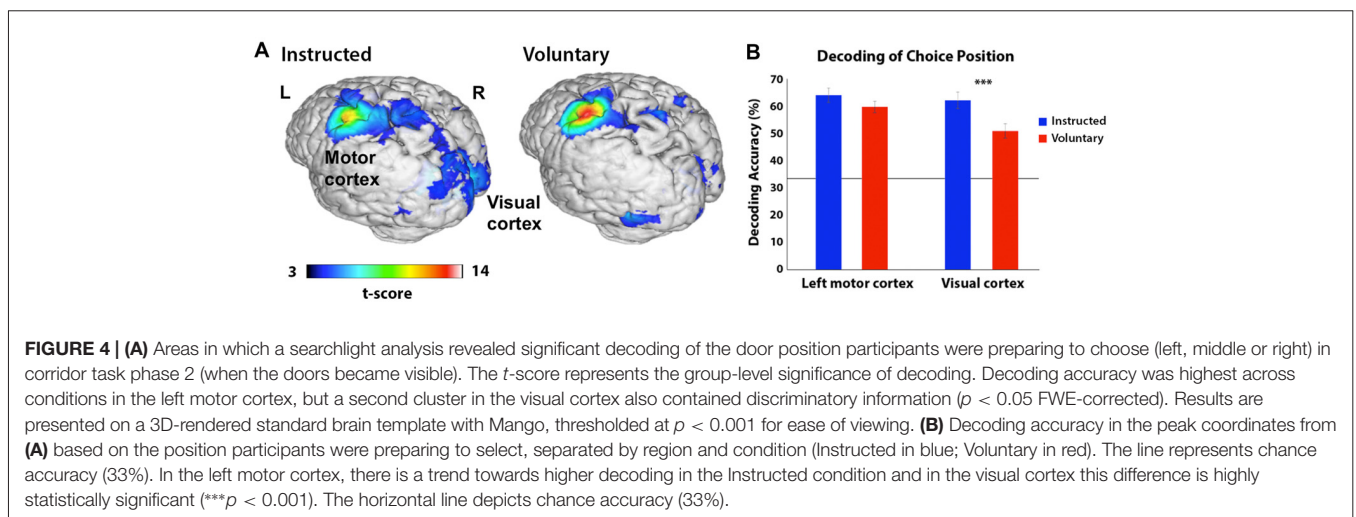 A Instructed Voluntary
L R
Motor
cortex
Visual
cortex
3 14
t-score
B Decoding of Choice Position
Decoding Accuracy (%)
70
60
50
40
30
20
10
0
***
Instructed
Voluntary
Left motor cortex Visual cortex
FIGURE 4 | (A) Areas in which a searchlight analysis revealed significant decoding of the door position participants were preparing to choose (left, middle or right) in
corridor task phase 2 (when the doors became visible). The t-score represents the group-level significance of decoding. Decoding accuracy was highest across
conditions in the left motor cortex, but a second cluster in the visual cortex also contained discriminatory information (p < 0.05 FWE-corrected). Results are
presented on a 3D-rendered standard brain template with Mango, thresholded at p < 0.001 for ease of viewing. (B) Decoding accuracy in the peak coordinates from
(A) based on the position participants were preparing to select, separated by region and condition (Instructed in blue; Voluntary in red). The line represents chance
accuracy (33%). In the left motor cortex, there is a trend towards higher decoding in the Instructed condition and in the visual cortex this difference is highly
statistically significant (***p < 0.001). The horizontal line depicts chance accuracy (33%).